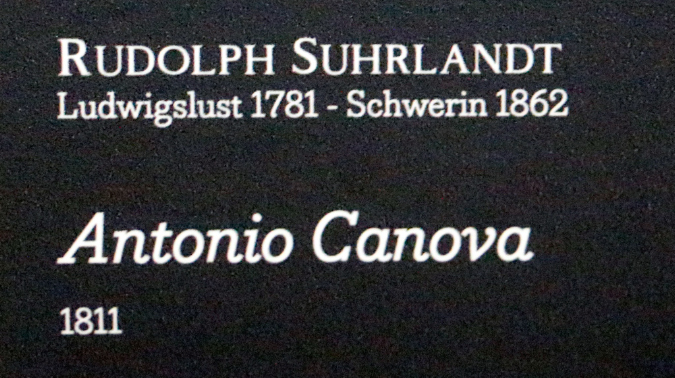 RUDOLPH SUHRLANDT
Ludwigslust 1781 - Schwerin 1862
Antonio Canova
1811